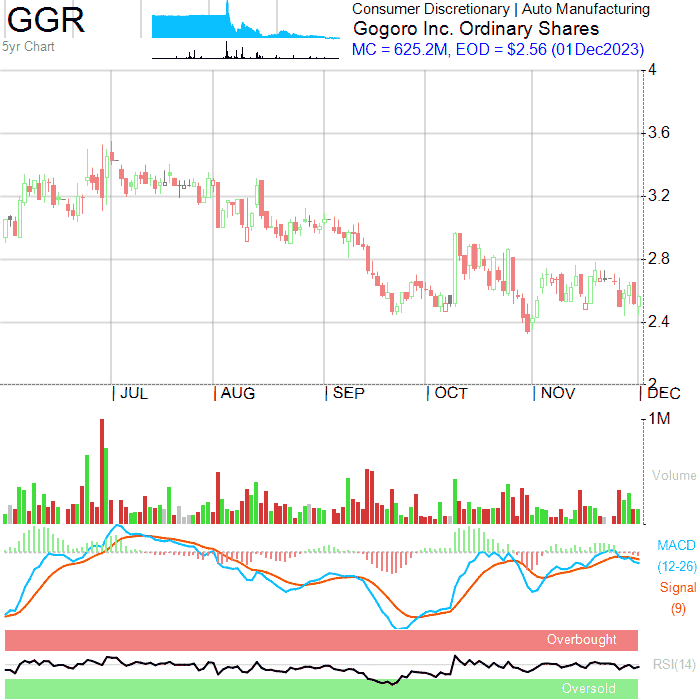 GGR
5yr Chart
Consumer Discretionary | Auto Manufacturing
Gogoro Inc. Ordinary Shares
MC = 625.2M, EOD = $2.56 (01Dec2023)
4
3.6
3.2
2.8
2.4
2
| JUL | AUG | SEP | OCT | NOV | DEC
1M
Volume
MACD
(12-26)
Signal
(9)
Overbought
RSI(14)
Oversold